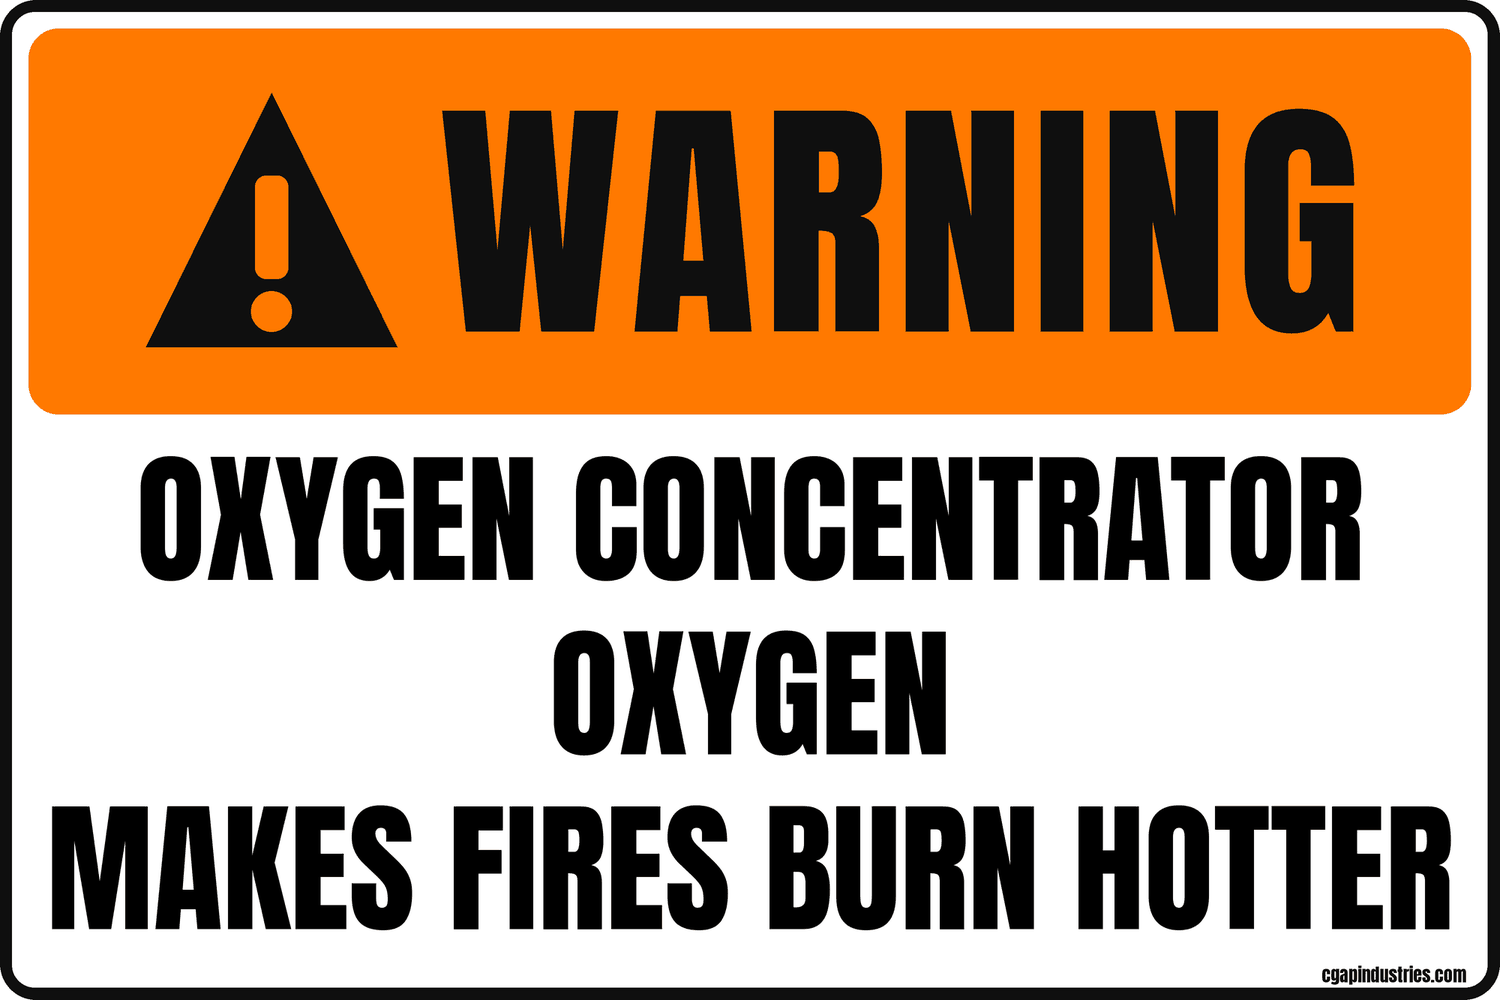 WARNING
OXYGEN CONCENTRATOR
OXYGEN
MAKES FIRES BURN HOTTER
cgapindustries.com